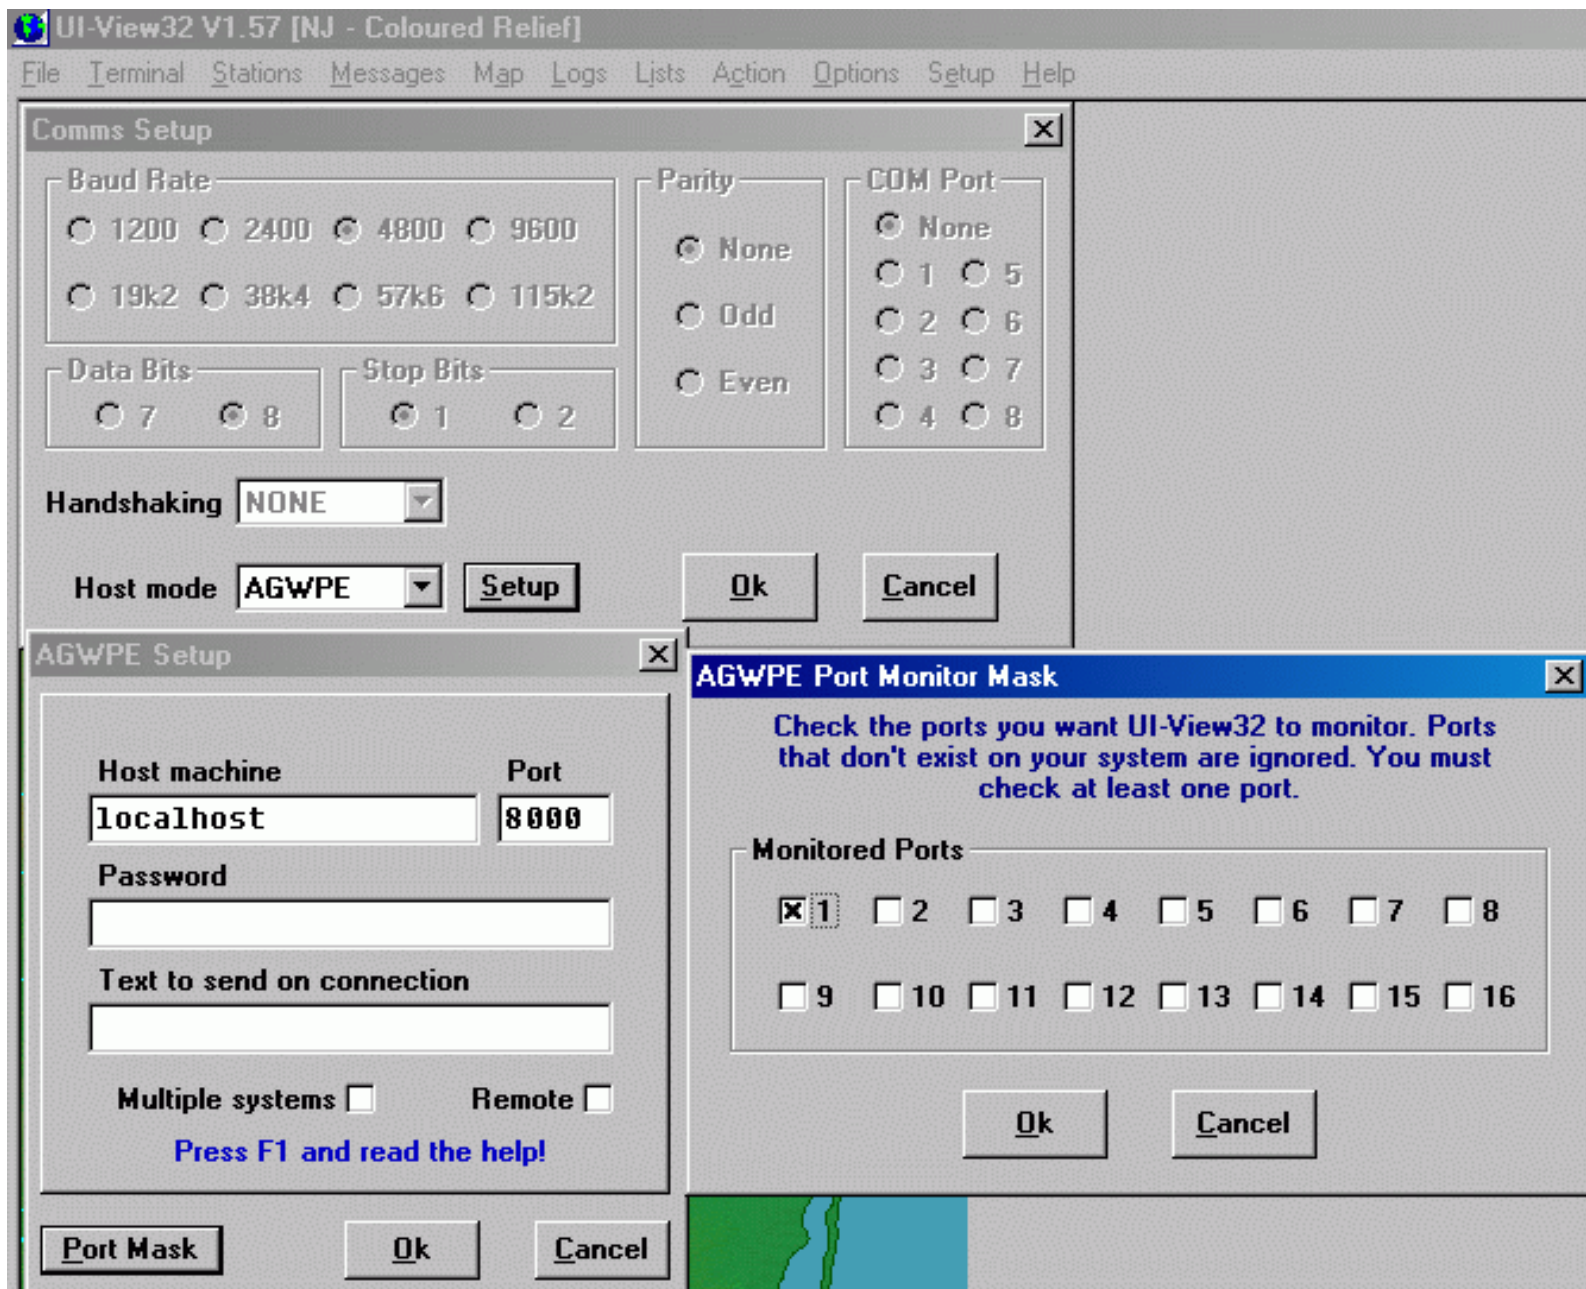 UI-View32 V1.57 [NJ - Coloured Relief]
File Terminal Stations Messages Map Logs Lists Action Options Setup Help
Comms Setup
Baud Rate
1200 2400 4800 9600
19k2 38k4 57k6 115k2
Parity
None
Odd
Even
COM Port
None
1 5
2 6
3 7
4 8
Data Bits
7 8
Stop Bits
1 2
Handshaking NONE
Host mode AGWPE Setup Ok Cancel
AGWPE Setup
Host machine Port
localhost 8000
Password
Text to send on connection
Multiple systems Remote
Press F1 and read the help!
Port Mask Ok Cancel
AGWPE Port Monitor Mask
Check the ports you want UI-View32 to monitor. Ports
that don't exist on your system are ignored. You must
check at least one port.
Monitored Ports
1 2 3 4 5 6 7 8
9 10 11 12 13 14 15 16
Ok Cancel